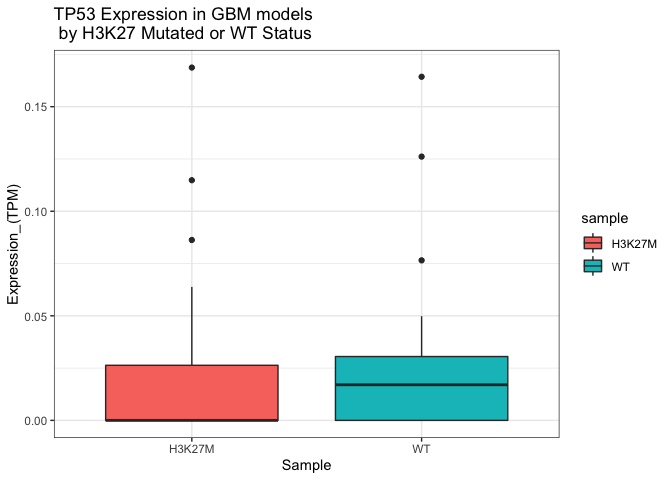 TP53 Expression in GBM models
by H3K27 Mutated or WT Status
Expression_(TPM)
0.15
0.10
0.05
0.00
H3K27M
WT
Sample
sample
H3K27M
WT